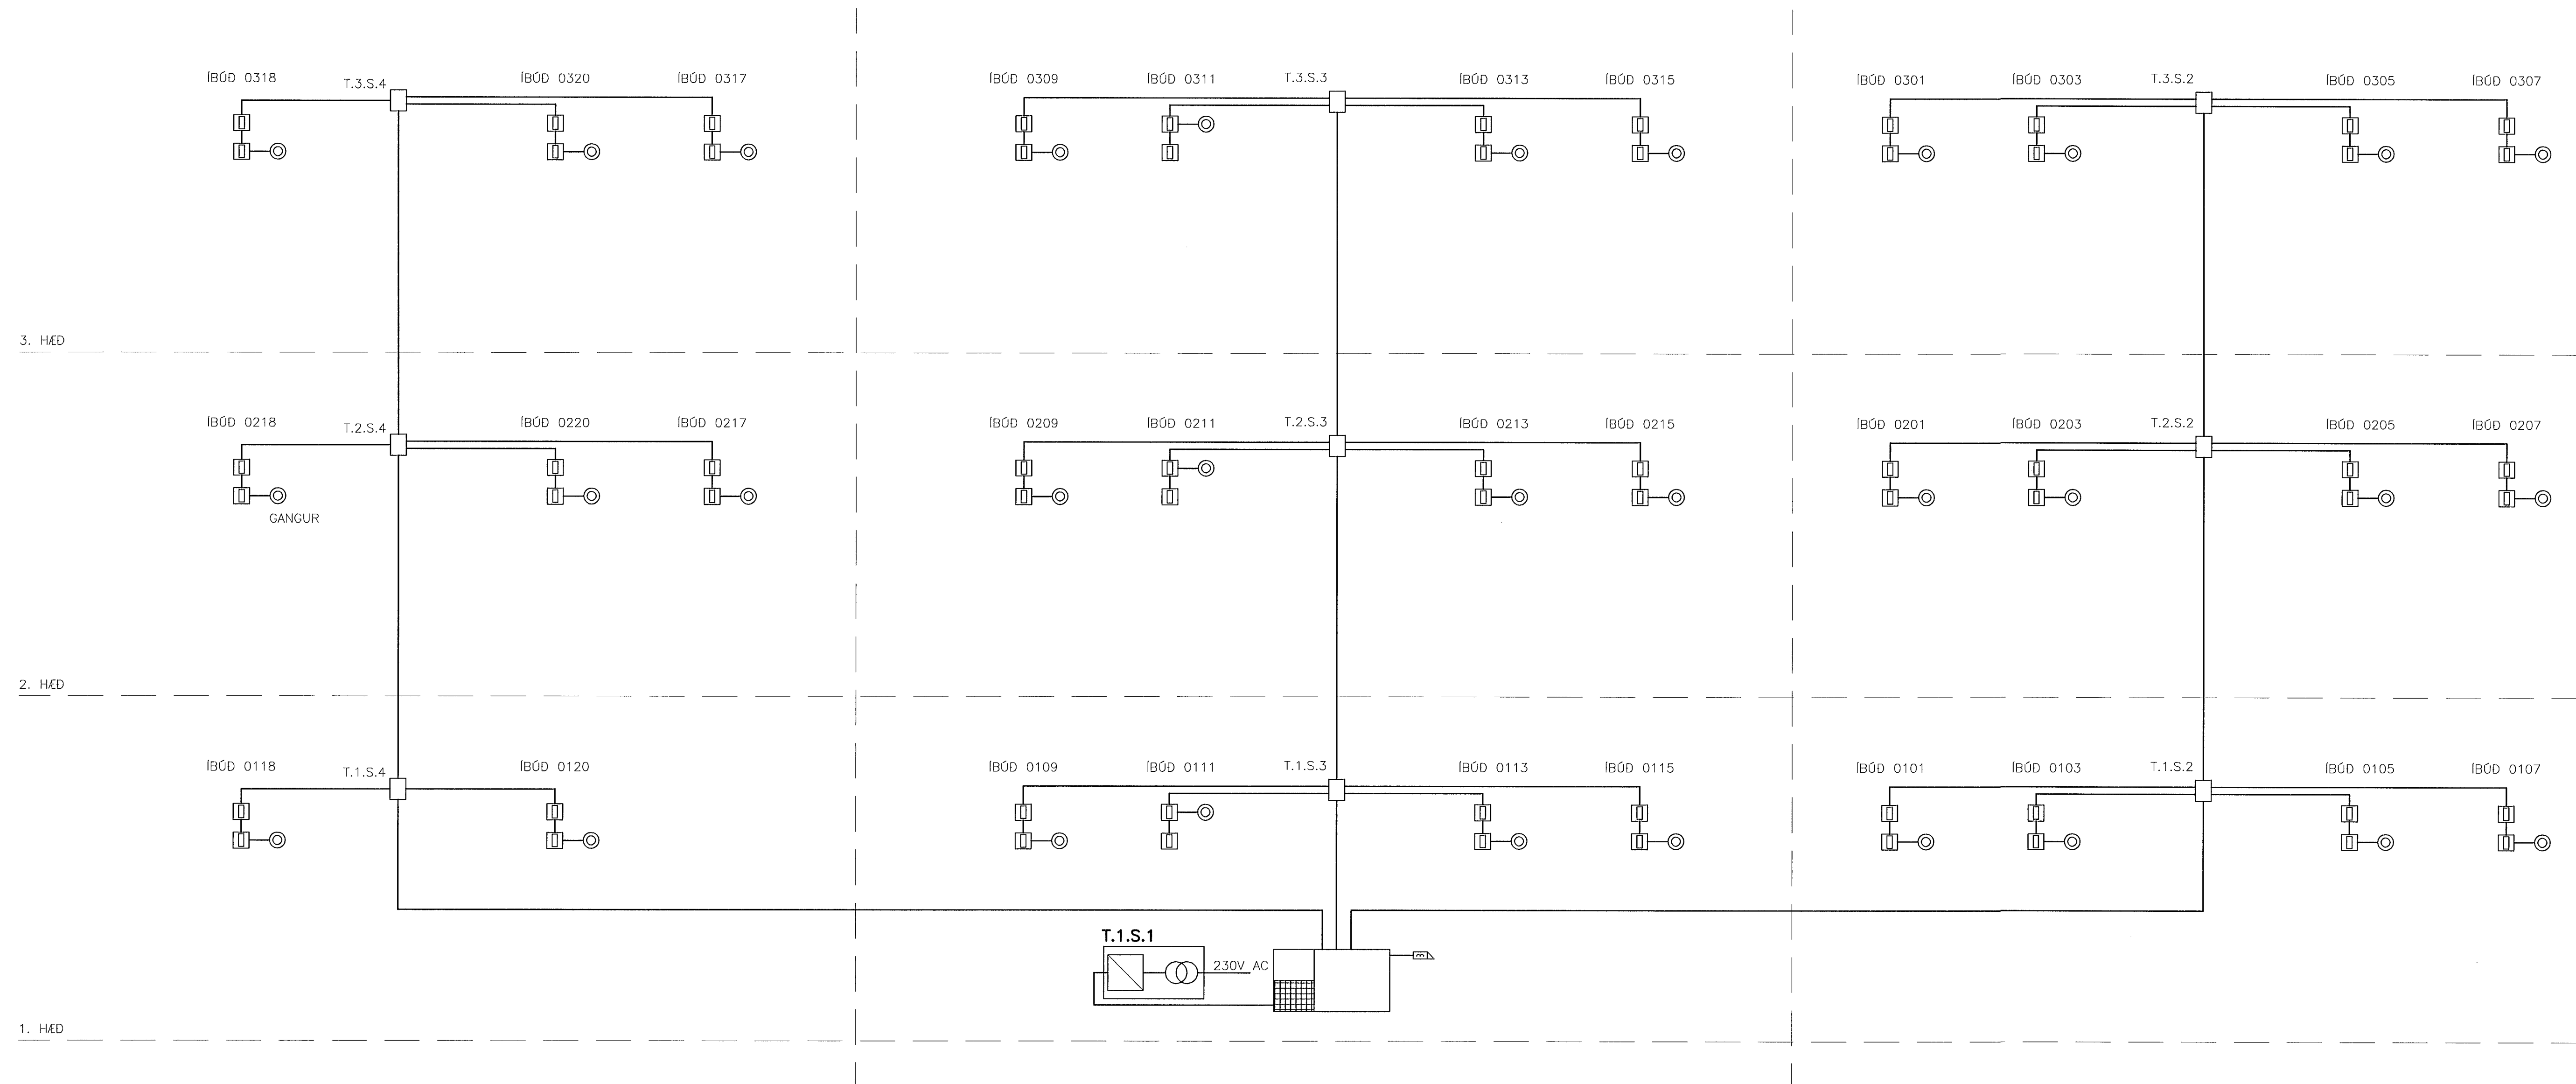 ÍBÚÐ 0318
T.3.S.4
ÍBÚÐ 0320
ÍBÚÐ 0317
ÍBÚÐ 0309
ÍBÚÐ 0311
T.3.S.3
ÍBÚÐ 0313
ÍBÚÐ 0315
ÍBÚÐ 0301
ÍBÚÐ 0303
T.3.S.2
ÍBÚÐ 0305
ÍBÚÐ 0307
3. HÆÐ
ÍBÚÐ 0218
T.2.S.4
ÍBÚÐ 0220
ÍBÚÐ 0217
ÍBÚÐ 0209
ÍBÚÐ 0211
T.2.S.3
ÍBÚÐ 0213
ÍBÚÐ 0215
ÍBÚÐ 0201
ÍBÚÐ 0203
T.2.S.2
ÍBÚÐ 0205
ÍBÚÐ 0207
GANGUR
2. HÆÐ
ÍBÚÐ 0118
T.1.S.4
ÍBÚÐ 0120
ÍBÚÐ 0109
ÍBÚÐ 0111
T.1.S.3
ÍBÚÐ 0113
ÍBÚÐ 0115
ÍBÚÐ 0101
ÍBÚÐ 0103
T.1.S.2
ÍBÚÐ 0105
ÍBÚÐ 0107
T.1.S.1
230V AC
1. HÆÐ